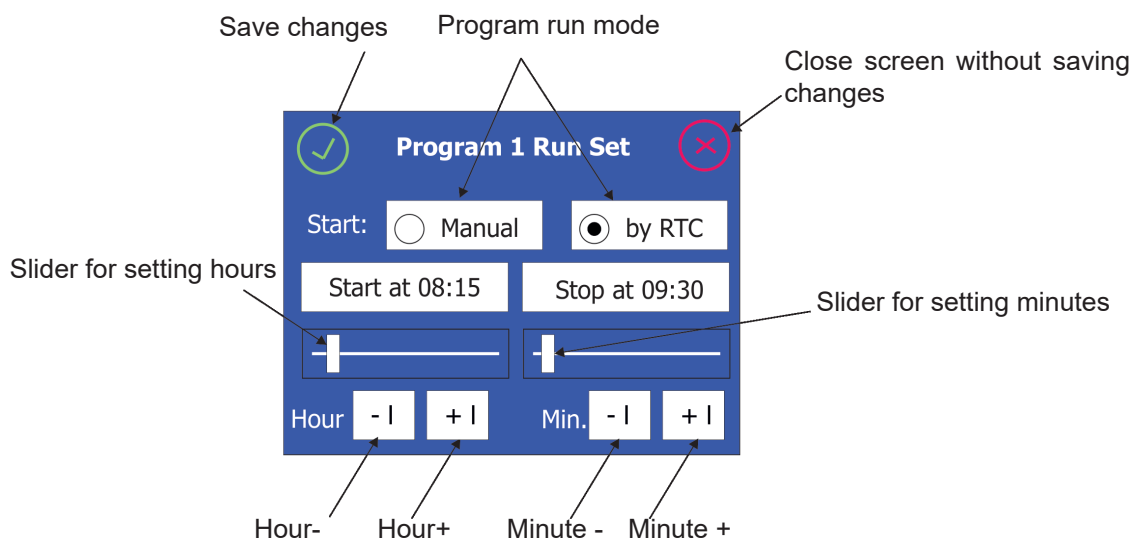 Save changes
Program run mode
Close screen without saving
changes
Program 1 Run Set
Start:
Manual
by RTC
Slider for setting hours
Start at 08:15
Stop at 09:30
Slider for setting minutes
Hour
- I
+ I
Min.
- I
+ I
Hour-
Hour+
Minute -
Minute +